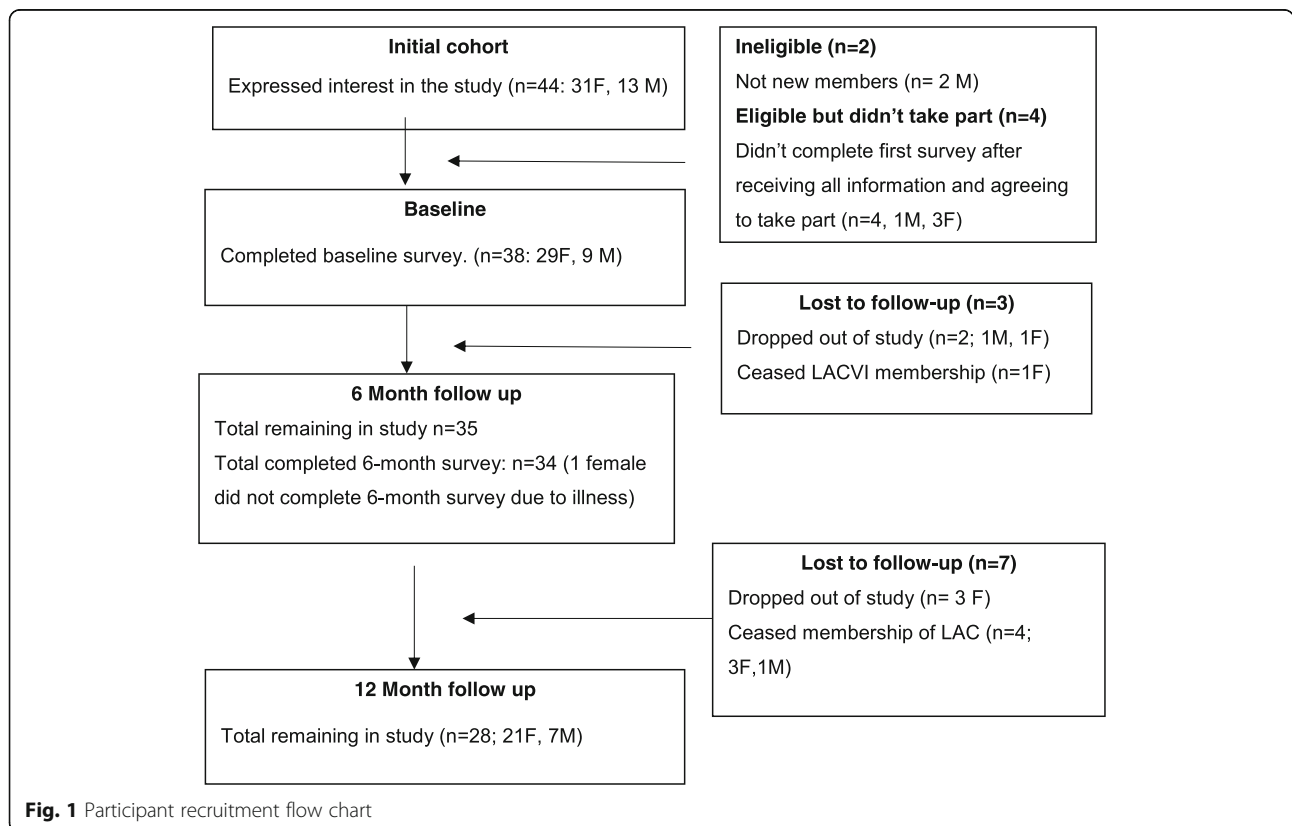 Initial cohort
Expressed interest in the study (n=44: 31F, 13 M)
Ineligible (n=2)
Not new members (n= 2 M)
Eligible but didn't take part (n=4)
Didn't complete first survey after
receiving all information and agreeing
to take part (n=4, 1M, 3F)
Baseline
Completed baseline survey. (n=38: 29F, 9 M)
Lost to follow-up (n=3)
Dropped out of study (n=2; 1M, 1F)
Ceased LACVI membership (n=1F)
6 Month follow up
Total remaining in study n=35
Total completed 6-month survey: n=34 (1 female
did not complete 6-month survey due to illness)
Lost to follow-up (n=7)
Dropped out of study (n= 3 F)
Ceased membership of LAC (n=4;
3F,1M)
12 Month follow up
Total remaining in study (n=28; 21F, 7M)
Fig. 1 Participant recruitment flow chart